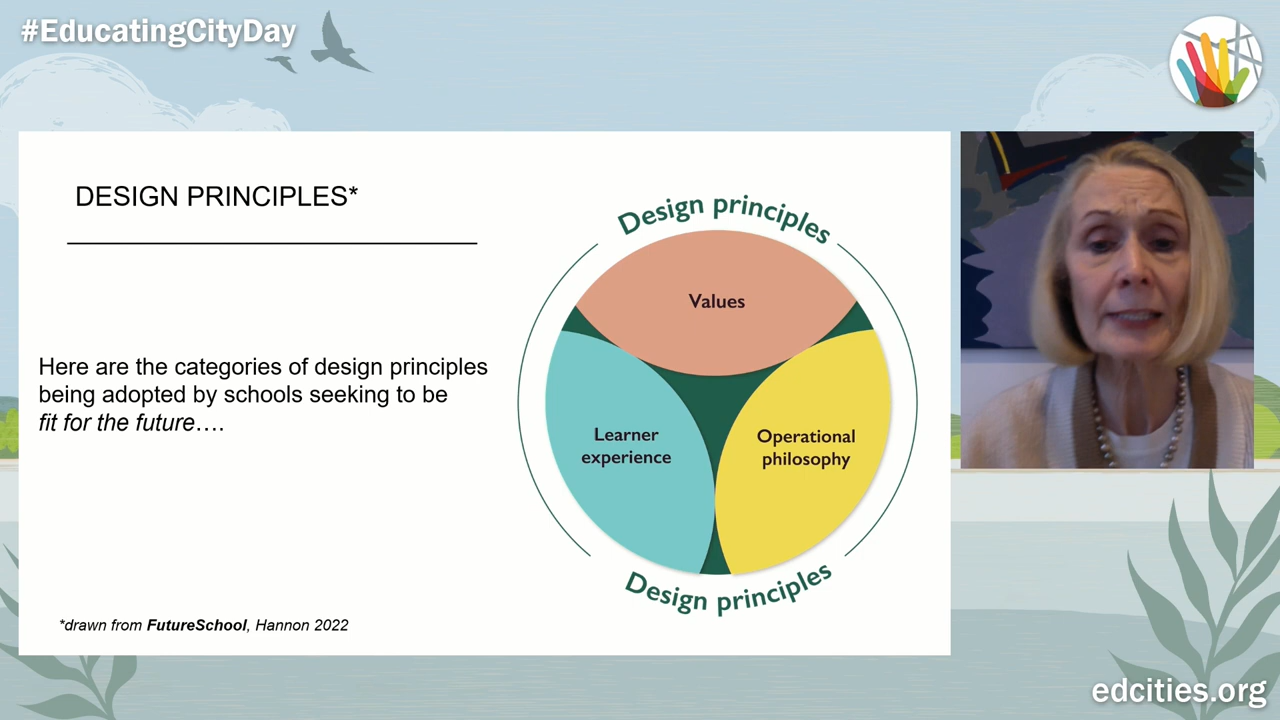 #EducatingCityDay
DESIGN PRINCIPLES*
Here are the categories of design principles
being adopted by schools seeking to be
fit for the future….
*drawn from FutureSchool, Hannon 2022
Design principles
Values
Learner
experience
Operational
philosophy
Design principles
edcities.org